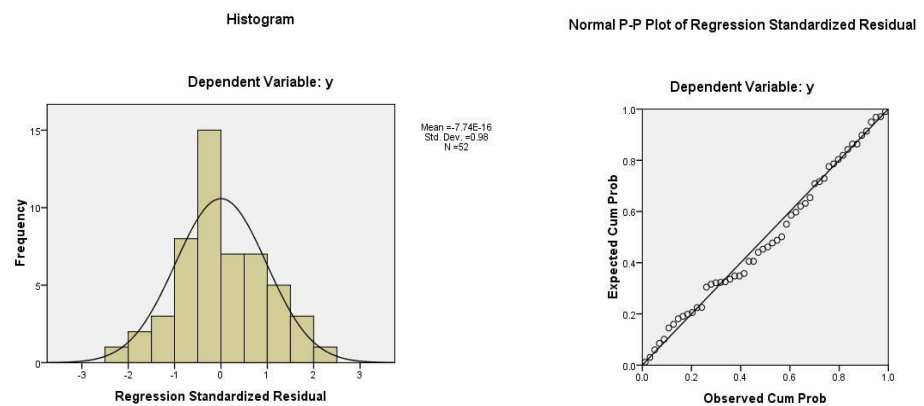 Histogram
Dependent Variable: y
Mean =-7.74E-16
Std. Dev. =0.98
N =52
15
10
5
0
Frequency
-3 -2 -1 0 1 2 3
Regression Standardized Residual
Normal P-P Plot of Regression Standardized Residual
Dependent Variable: y
1.0
0.8
0.6
0.4
0.2
0.0
Expected Cum Prob
0.0 0.2 0.4 0.6 0.8 1.0
Observed Cum Prob